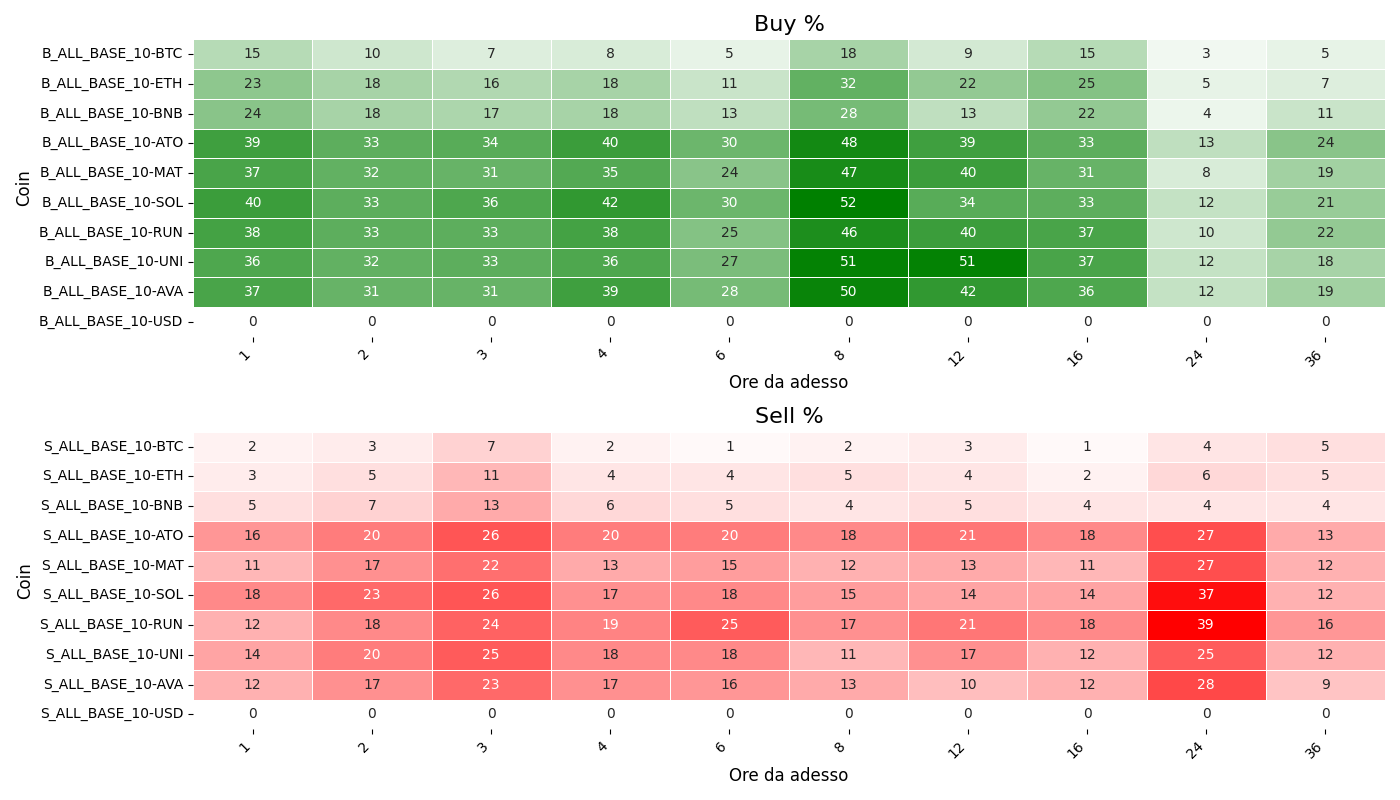 Buy %
Coin
B_ALL_BASE_10-BTC 15 10 7 8 5 18 9 15 3 5
B_ALL_BASE_10-ETH 23 18 16 18 11 32 22 25 5 7
B_ALL_BASE_10-BNB 24 18 17 18 13 28 13 22 4 11
B_ALL_BASE_10-ATO 39 33 34 40 30 48 39 33 13 24
B_ALL_BASE_10-MAT 37 32 31 35 24 47 40 31 8 19
B_ALL_BASE_10-SOL 40 33 36 42 30 52 34 33 12 21
B_ALL_BASE_10-RUN 38 33 33 38 25 46 40 37 10 22
B_ALL_BASE_10-UNI 36 32 33 36 27 51 51 37 12 18
B_ALL_BASE_10-AVA 37 31 31 39 28 50 42 36 12 19
B_ALL_BASE_10-USD 0 0 0 0 0 0 0 0 0 0
1 2 3 4 6 8 12 16 24 36
Ore da adesso
Sell %
Coin
S_ALL_BASE_10-BTC 2 3 7 2 1 2 3 1 4 5
S_ALL_BASE_10-ETH 3 5 11 4 4 5 4 2 6 5
S_ALL_BASE_10-BNB 5 7 13 6 5 4 5 4 4 4
S_ALL_BASE_10-ATO 16 20 26 20 20 18 21 18 27 13
S_ALL_BASE_10-MAT 11 17 22 13 15 12 13 11 27 12
S_ALL_BASE_10-SOL 18 23 26 17 18 15 14 14 37 12
S_ALL_BASE_10-RUN 12 18 24 19 25 17 21 18 39 16
S_ALL_BASE_10-UNI 14 20 25 18 18 11 17 12 25 12
S_ALL_BASE_10-AVA 12 17 23 17 16 13 10 12 28 9
S_ALL_BASE_10-USD 0 0 0 0 0 0 0 0 0 0
1 2 3 4 6 8 12 16 24 36
Ore da adesso